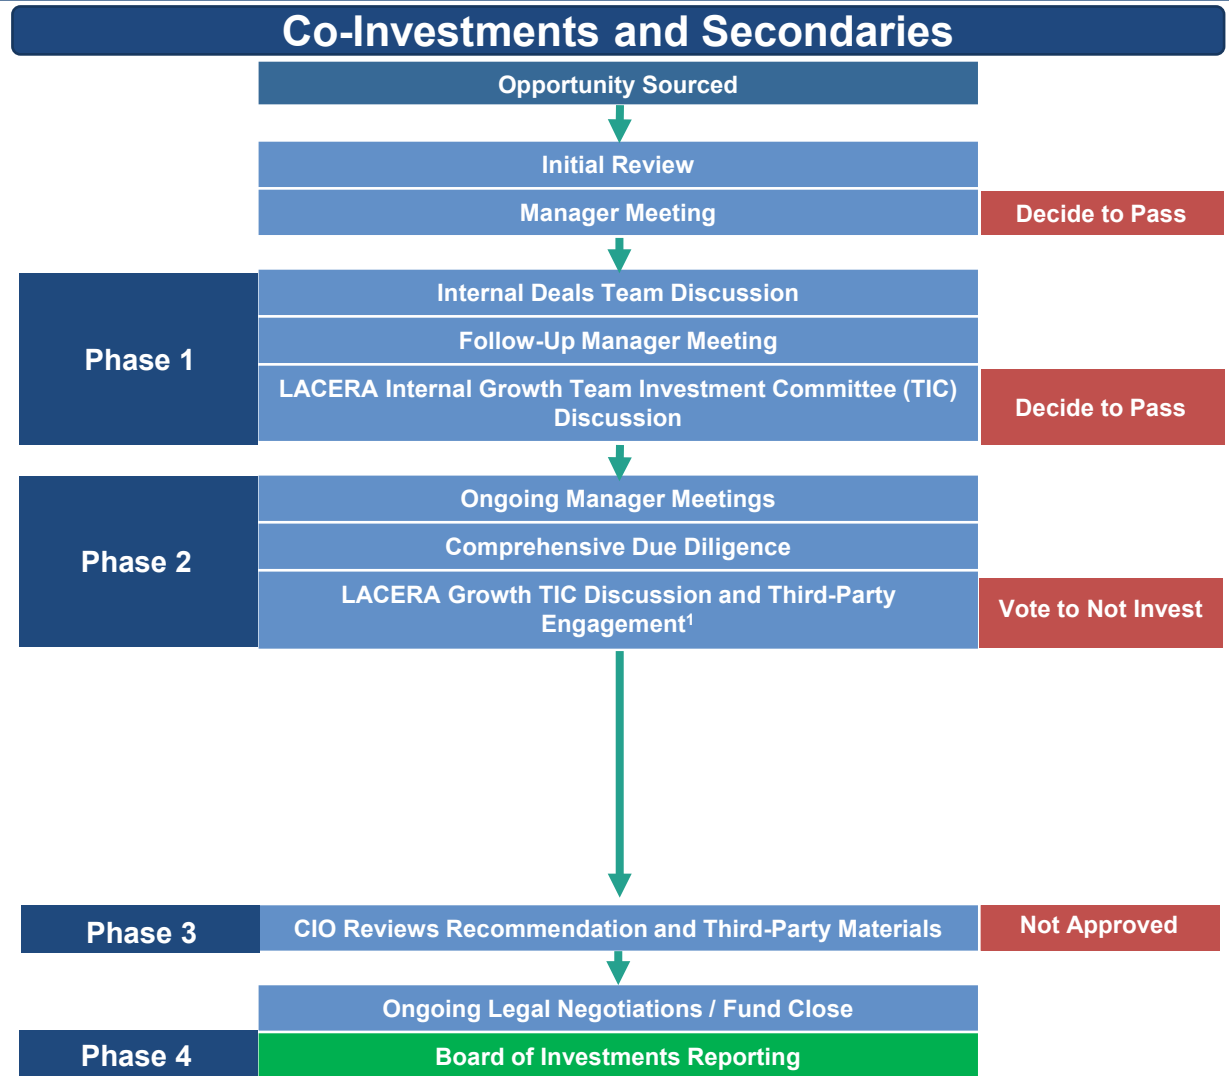 Co-Investments and Secondaries
Opportunity Sourced
Initial Review
Manager Meeting
Decide to Pass
Phase 1
Internal Deals Team Discussion
Follow-Up Manager Meeting
LACERA Internal Growth Team Investment Committee (TIC)
Discussion
Decide to Pass
Phase 2
Ongoing Manager Meetings
Comprehensive Due Diligence
LACERA Growth TIC Discussion and Third-Party
Engagement¹
Vote to Not Invest
Phase 3
CIO Reviews Recommendation and Third-Party Materials
Not Approved
Ongoing Legal Negotiations / Fund Close
Phase 4
Board of Investments Reporting